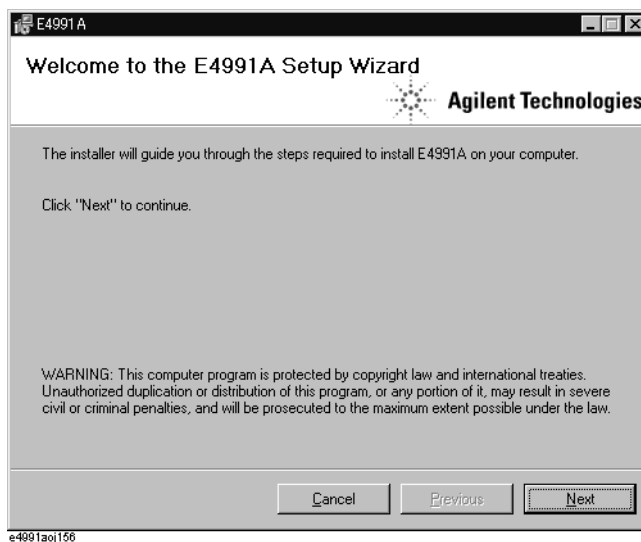 E4991A
Welcome to the E4991A Setup Wizard
Agilent Technologies
The installer will guide you through the steps required to install E4991A on your computer.
Click "Next" to continue.
WARNING: This computer program is protected by copyright law and international treaties.
Unauthorized duplication or distribution of this program, or any portion of it, may result in severe
civil or criminal penalties, and will be prosecuted to the maximum extent possible under the law.
Cancel Previous Next
e4991aoi156